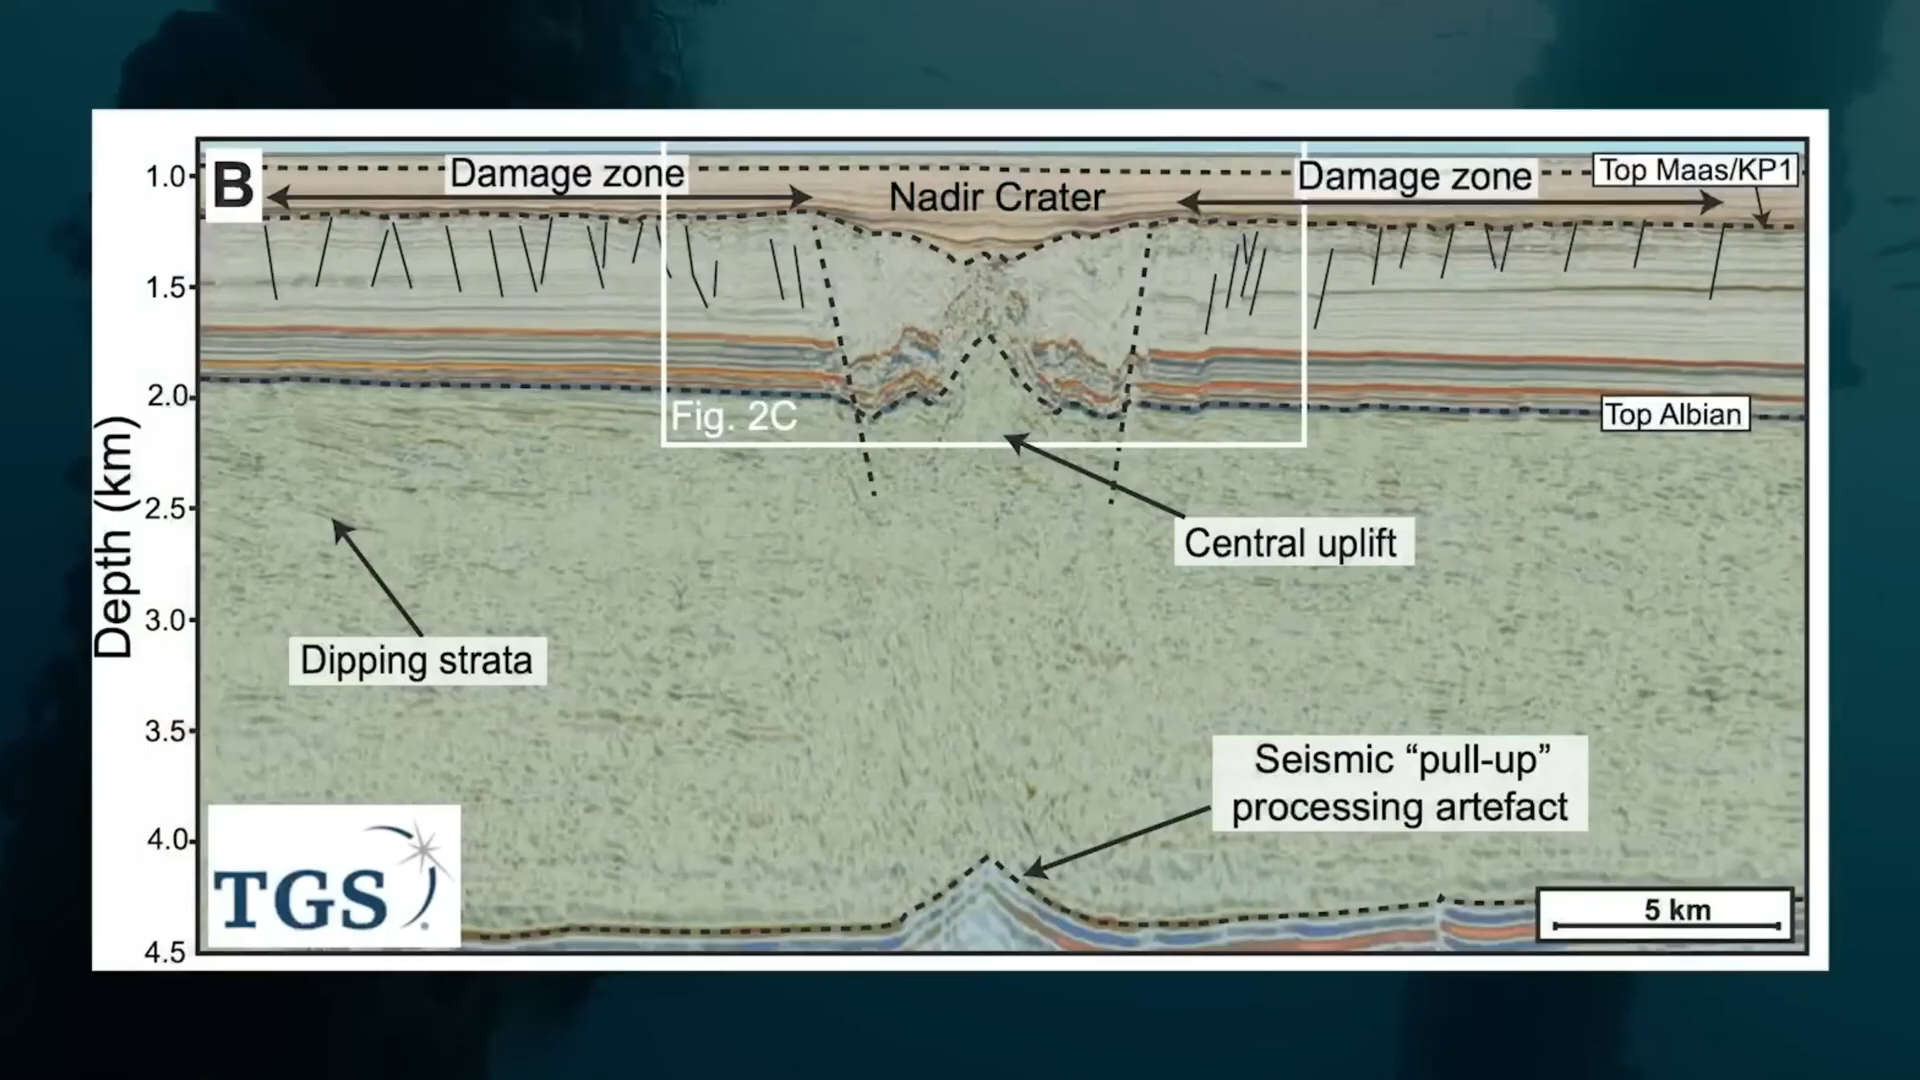 B
Damage zone
Nadir Crater
Damage zone
Top Maas/KP1
1.0
1.5
2.0
2.5
3.0
3.5
4.0
4.5
Depth (km)
Fig. 2C
Top Albian
Central uplift
Dipping strata
Seismic “pull-up”
processing artefact
TGS
5 km